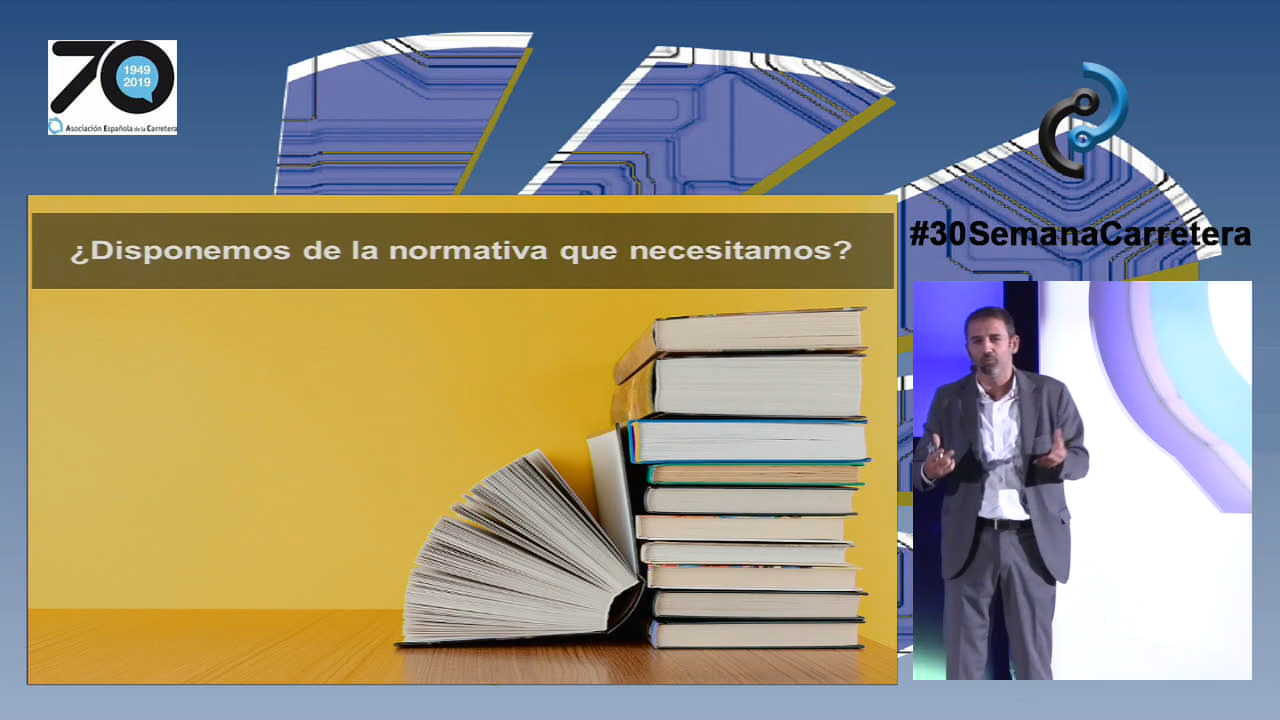 70
1949
2019
Asociación Española de la Carretera
#30SemanaCarretera
¿Disponemos de la normativa que necesitamos?